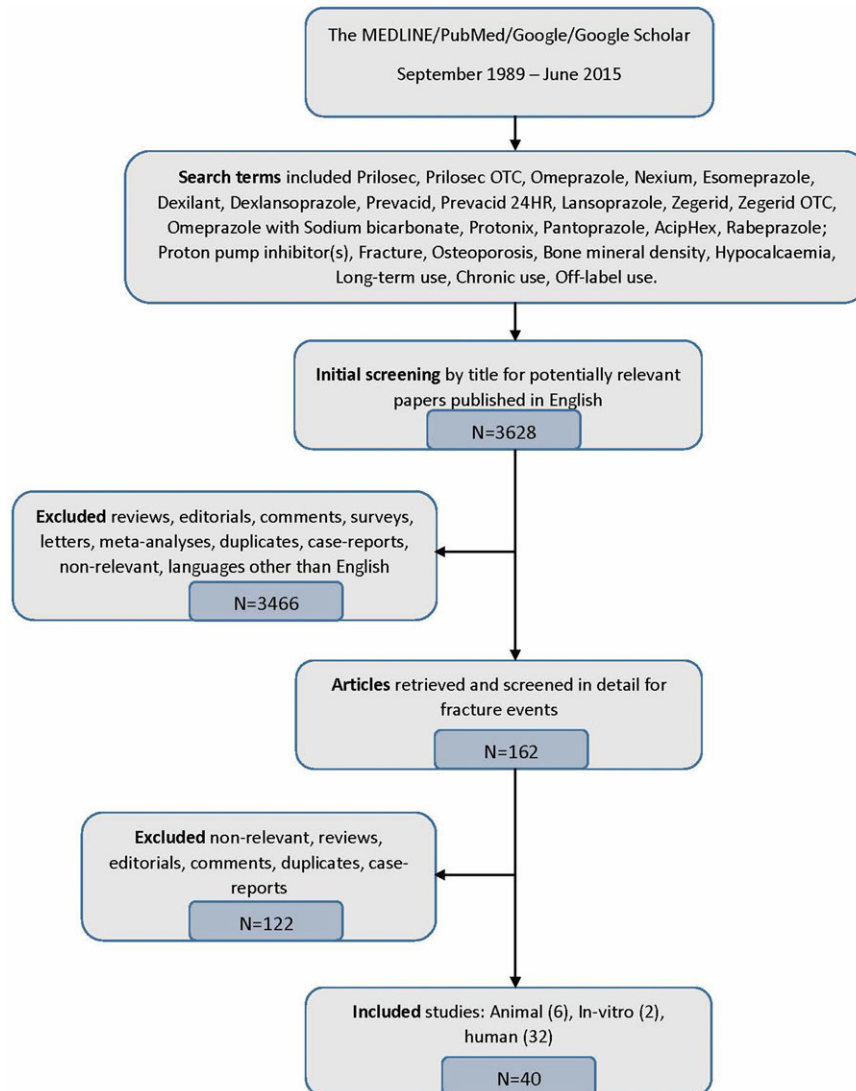 The MEDLINE/PubMed/Google/Google Scholar
September 1989 – June 2015
Search terms included Prilosec, Prilosec OTC, Omeprazole, Nexium, Esomeprazole,
Dexilant, Dexlansoprazole, Prevacid, Prevacid 24HR, Lansoprazole, Zegerid, Zegerid OTC,
Omeprazole with Sodium bicarbonate, Protonix, Pantoprazole, AcipHex, Rabeprazole;
Proton pump inhibitor(s), Fracture, Osteoporosis, Bone mineral density, Hypocalcaemia,
Long-term use, Chronic use, Off-label use.
Initial screening by title for potentially relevant
papers published in English
N=3628
Excluded reviews, editorials, comments, surveys,
letters, meta-analyses, duplicates, case-reports,
non-relevant, languages other than English
N=3466
Articles retrieved and screened in detail for
fracture events
N=162
Excluded non-relevant, reviews,
editorials, comments, duplicates, case-
reports
N=122
Included studies: Animal (6), In-vitro (2),
human (32)
N=40